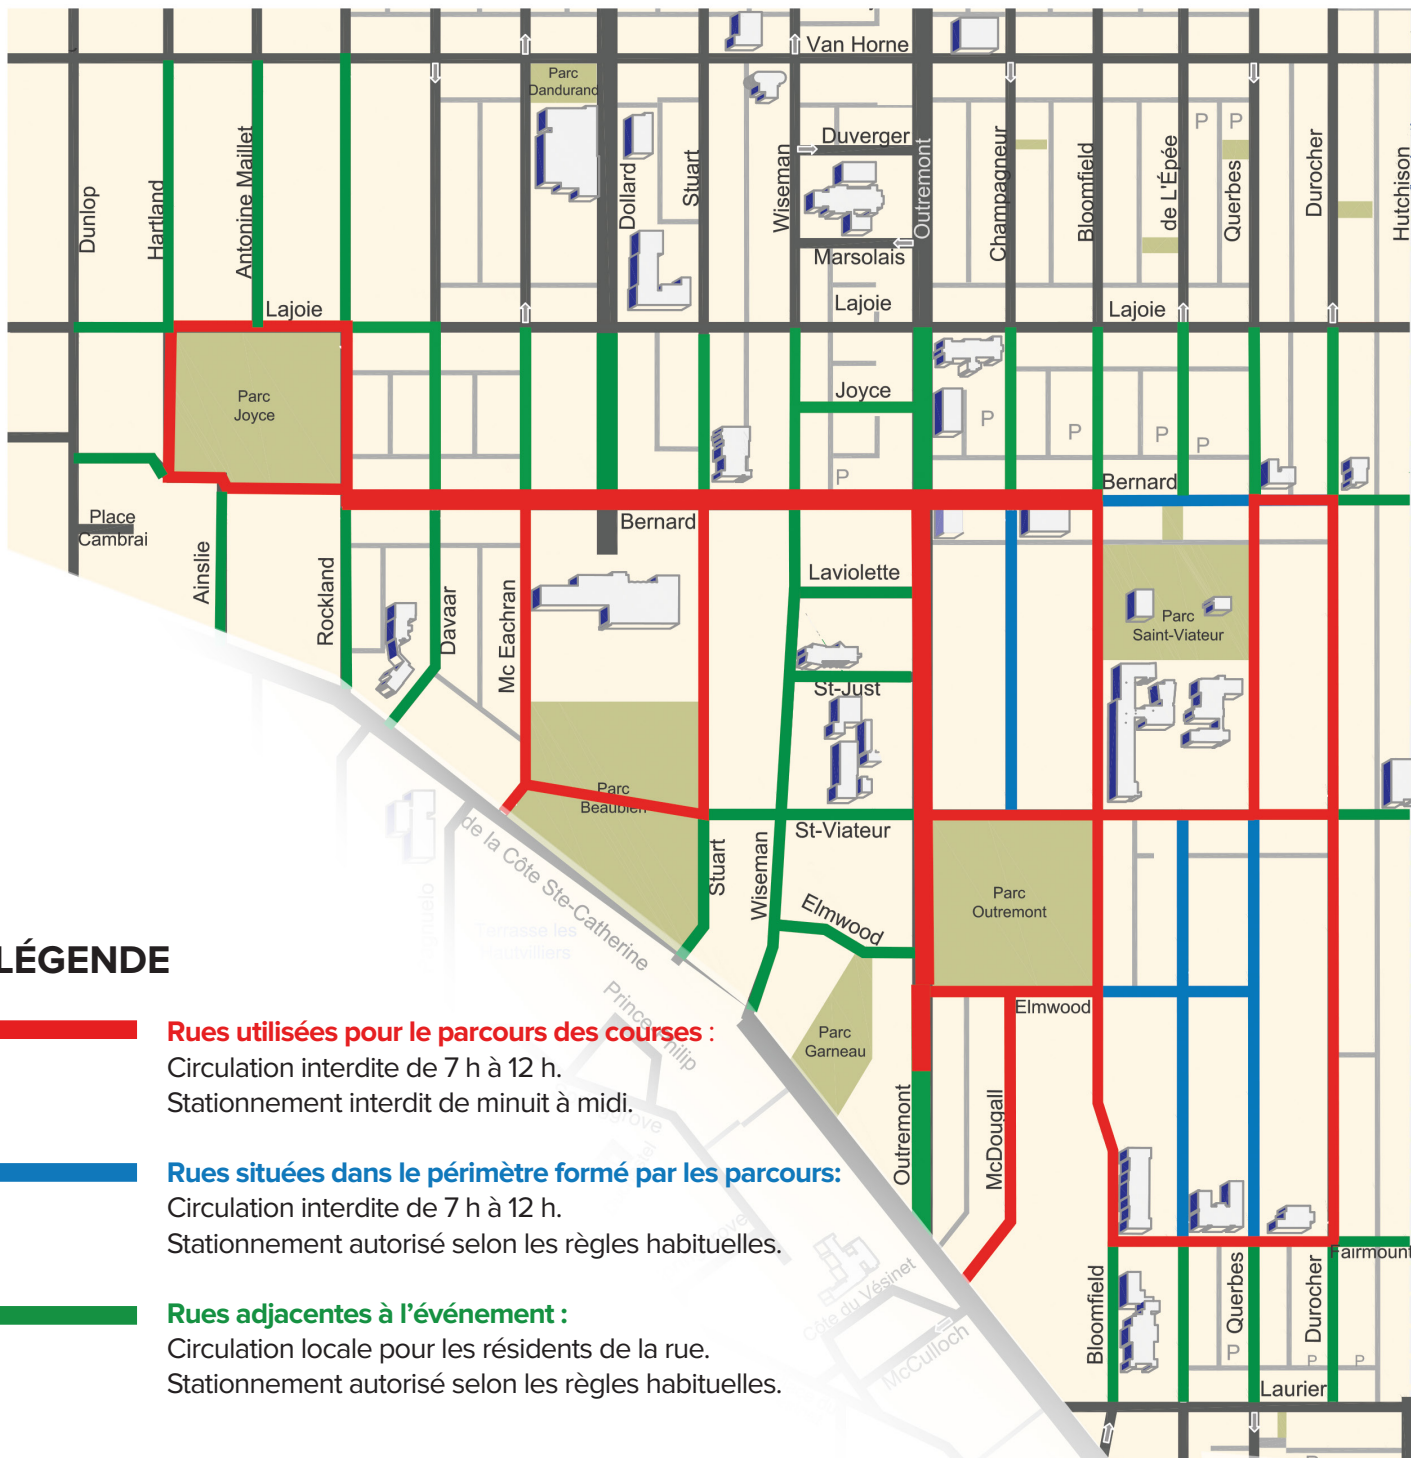 Van Horne
Parc
Dandurand
Duverger
P
P
Dunlop
Hartland
Antonine Maillet
Dollard
Stuart
Wiseman
Outremont
Champagneur
Bloomfield
de L'Épée
Querbes
Durocher
Hutchison
Marsolais
Lajoie
Lajoie
Lajoie
Parc
Joyce
Joyce
P
P
P
P
P
Bernard
Bernard
Place
Cambrai
Ainslie
Rockland
Davaar
Mc Eachran
Laviolette
Parc
Saint-Viateur
St-Just
Parc
Beaubien
St-Viateur
de la Côte Ste-Catherine
Stuart
Wiseman
Elmwood
Parc
Outremont
Terrasse les
Hautvilliers
Prince Philip
Elmwood
Parc
Garneau
Outremont
McDougall
Côte du Vésinet
McCulloch
Fairmount
Bloomfield
Querbes
Durocher
P
P
P
Laurier
LÉGENDE
Rues utilisées pour le parcours des courses :
Circulation interdite de 7 h à 12 h.
Stationnement interdit de minuit à midi.
Rues situées dans le périmètre formé par les parcours:
Circulation interdite de 7 h à 12 h.
Stationnement autorisé selon les règles habituelles.
Rues adjacentes à l'événement :
Circulation locale pour les résidents de la rue.
Stationnement autorisé selon les règles habituelles.